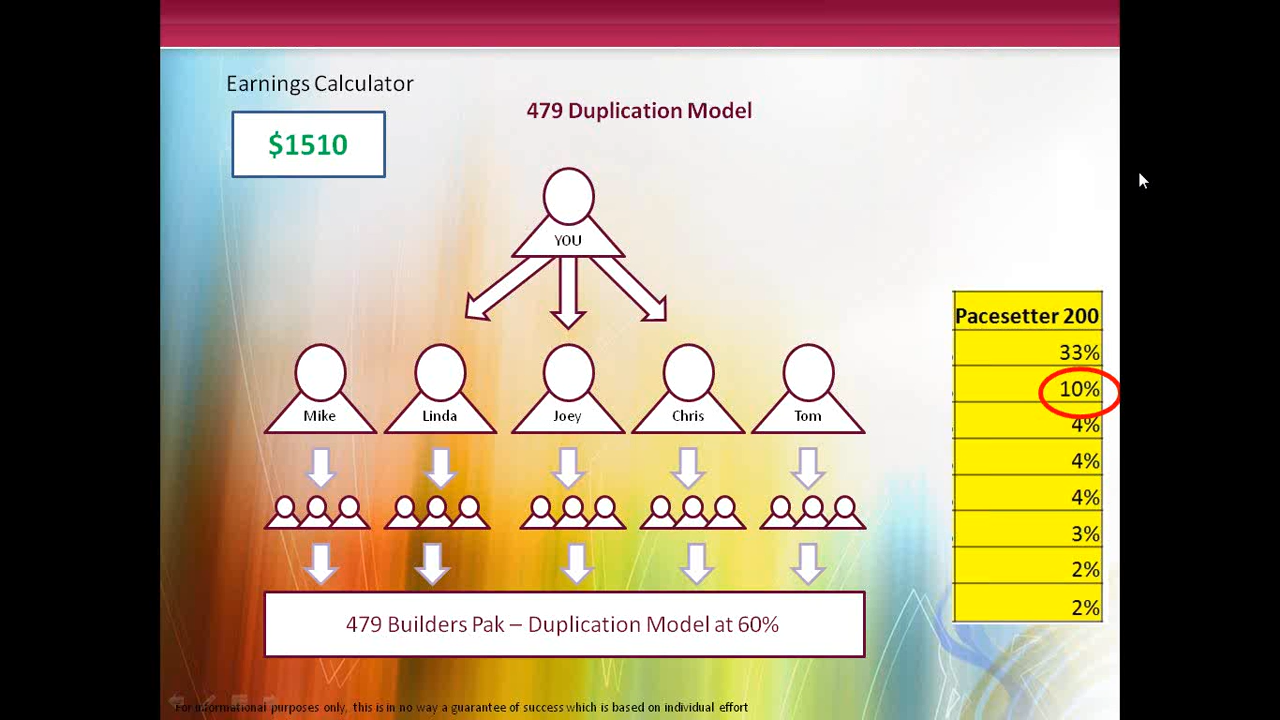 Earnings Calculator
$1510
479 Duplication Model
YOU
Mike
Linda
Joey
Chris
Tom
479 Builders Pak – Duplication Model at 60%
Pacesetter 200
33%
10%
4%
4%
4%
3%
2%
2%
For informational purposes only, this is in no way a guarantee of success which is based on individual effort